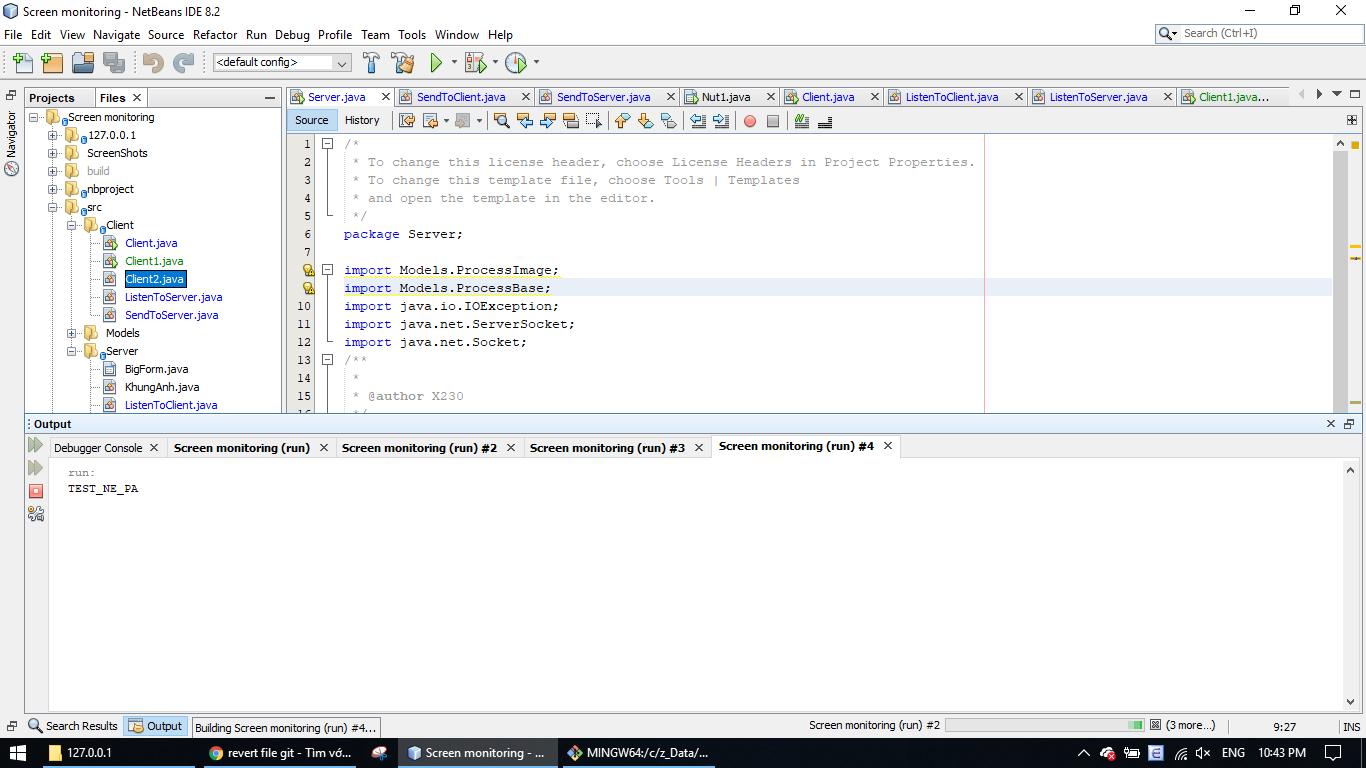 Screen monitoring - NetBeans IDE 8.2
File Edit View Navigate Source Refactor Run Debug Profile Team Tools Window Help
Search (Ctrl+I)
<default config>
Projects Files
Navigator
Screen monitoring
127.0.0.1
ScreenShots
build
nbproject
src
Client
Client.java
Client1.java
Client2.java
ListenToServer.java
SendToServer.java
Models
Server
BigForm.java
KhungAnh.java
ListenToClient.java
Server.java SendToClient.java SendToServer.java Nut1.java Client.java ListenToClient.java ListenToServer.java Client1.java...
Source History
1 /*
2 * To change this license header, choose License Headers in Project Properties.
3 * To change this template file, choose Tools | Templates
4 * and open the template in the editor.
5 */
6 package Server;
7
import Models.ProcessImage;
import Models.ProcessBase;
10 import java.io.IOException;
11 import java.net.ServerSocket;
12 import java.net.Socket;
13 /**
14 *
15 * @author X230
16 */
Output
Debugger Console Screen monitoring (run) Screen monitoring (run) #2 Screen monitoring (run) #3 Screen monitoring (run) #4
run:
TEST_NE_PA
Search Results Output Building Screen monitoring (run) #4... Screen monitoring (run) #2 (3 more...) 9:27 INS
127.0.0.1 revert file git - Tìm vớ... Screen monitoring - ... MINGW64:/c/z_Data/... ENG 10:43 PM